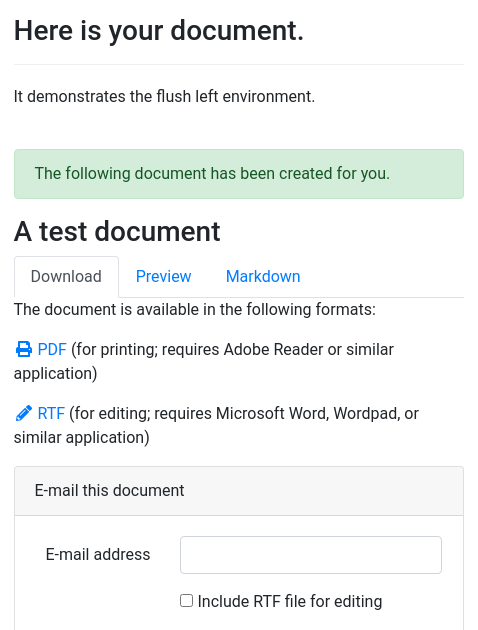 Here is your document.
It demonstrates the flush left environment.
The following document has been created for you.
A test document
Download Preview Markdown
The document is available in the following formats:
PDF (for printing; requires Adobe Reader or similar
application)
RTF (for editing; requires Microsoft Word, Wordpad, or
similar application)
E-mail this document
E-mail address
Include RTF file for editing